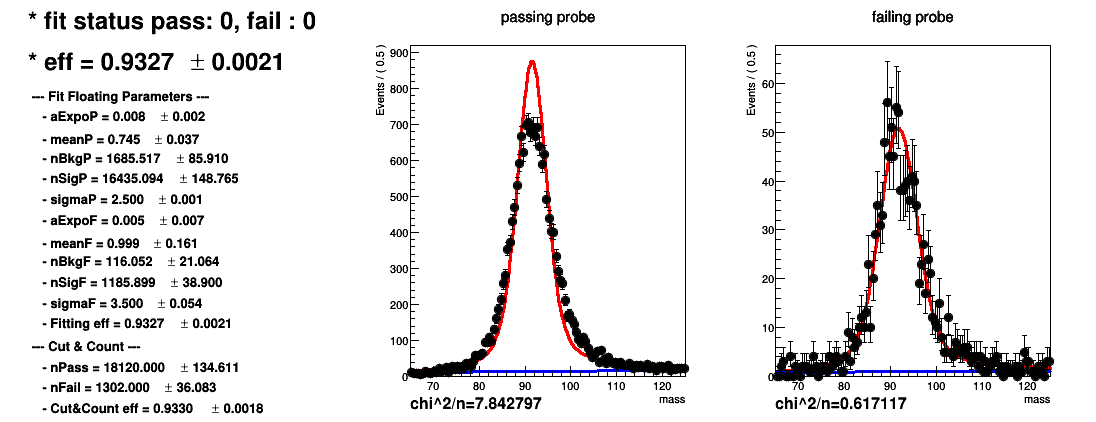 * fit status pass: 0, fail : 0
* eff = 0.9327 ± 0.0021
--- Fit Floating Parameters ---
- aExpoP = 0.008 ± 0.002
- meanP = 0.745 ± 0.037
- nBkgP = 1685.517 ± 85.910
- nSigP = 16435.094 ± 148.765
- sigmaP = 2.500 ± 0.001
- aExpoF = 0.005 ± 0.007
- meanF = 0.999 ± 0.161
- nBkgF = 116.052 ± 21.064
- nSigF = 1185.899 ± 38.900
- sigmaF = 3.500 ± 0.054
- Fitting eff = 0.9327 ± 0.0021
--- Cut & Count ---
- nPass = 18120.000 ± 134.611
- nFail = 1302.000 ± 36.083
- Cut&Count eff = 0.9330 ± 0.0018
passing probe
Events / ( 0.5 )
900
800
700
600
500
400
300
200
100
0
70 80 90 100 110 120
mass
chi^2/n=7.842797
failing probe
Events / ( 0.5 )
60
50
40
30
20
10
0
70 80 90 100 110 120
mass
chi^2/n=0.617117